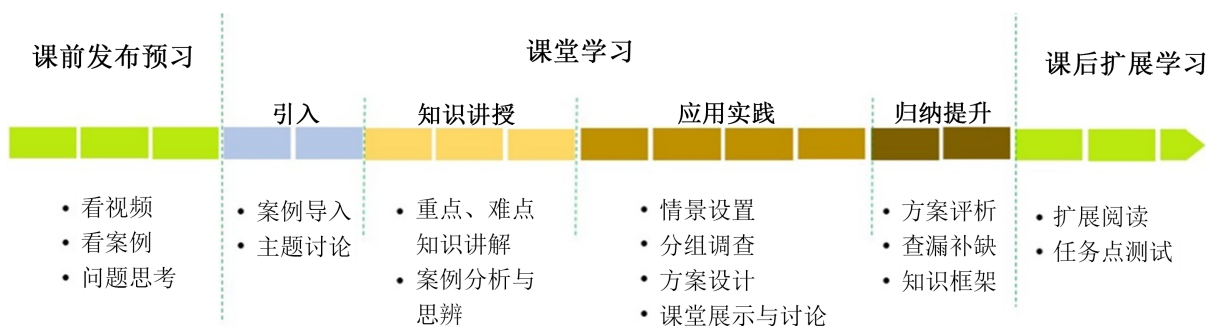 课前发布预习
课堂学习
课后扩展学习
引入
知识讲授
应用实践
归纳提升
• 看视频
• 看案例
• 问题思考
• 案例导入
• 主题讨论
• 重点、难点
知识讲解
• 案例分析与
思辨
• 情景设置
• 分组调查
• 方案设计
• 课堂展示与讨论
• 方案评析
• 查漏补缺
• 知识框架
• 扩展阅读
• 任务点测试